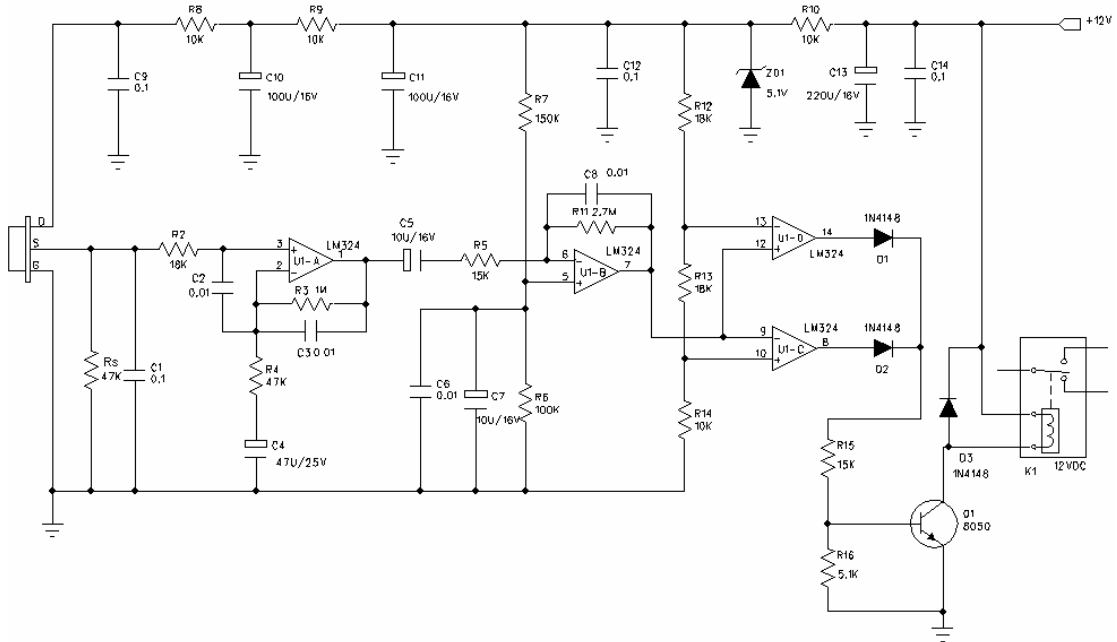 R8
10K
R9
10K
R10
10K
+12V
C9
0.1
C10
100U/16V
C11
100U/16V
C12
0.1
ZD1
5.1V
C13
220U/16V
C14
0.1
R7
150K
R12
18K
C8 0.01
R11 2.7M
D
S
G
R2
18K
C2
0.01
3
2
1
+
-
U1-A
LM324
R3 1M
C3 0.01
C5
10U/16V
R5
15K
6
5
7
-
+
U1-B
LM324
R13
18K
13
12
14
-
+
U1-D
LM324
1N4148
D1
9
10
8
-
+
U1-C
LM324
1N4148
D2
Rs
47K
C1
0.1
R4
47K
C4
47U/25V
C6
0.01
C7
10U/16V
R6
100K
R14
10K
R15
15K
R16
5.1K
D3
1N4148
K1
12VDC
Q1
8050